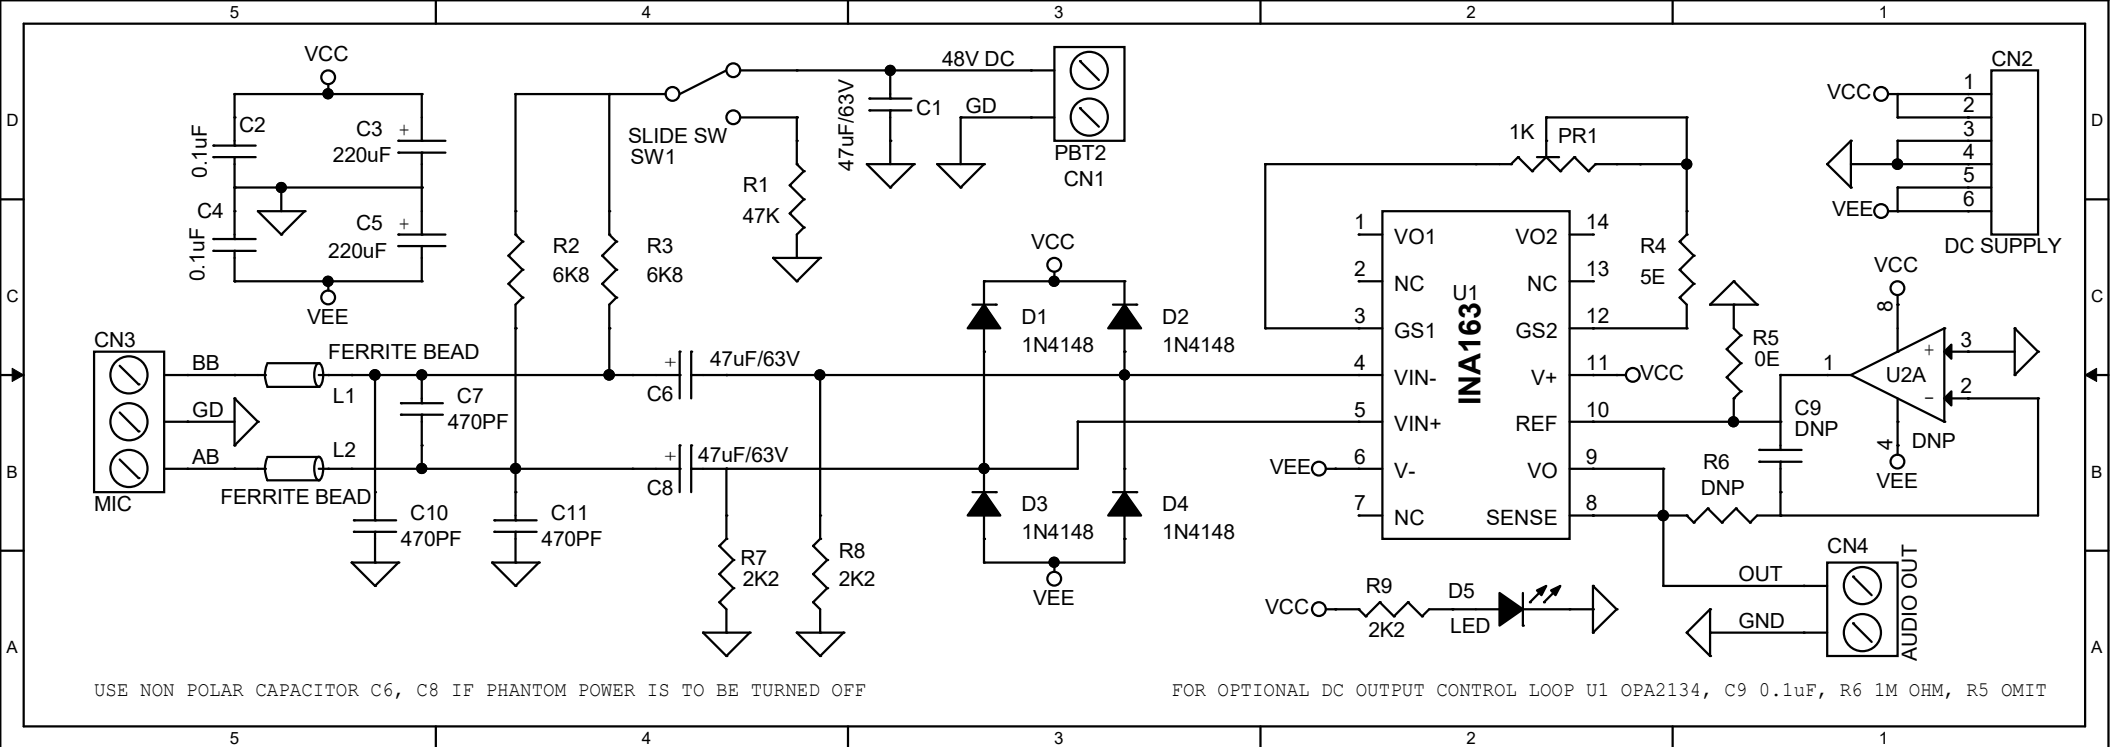 5 4 3 2 1
D
C
B
A
VCC
C2
0.1uF
C3
+
220uF
C4
0.1uF
C5
+
220uF
VEE
SLIDE SW
SW1
R1
47K
47uF/63V
C1
48V DC
GD
PBT2
CN1
R2
6K8
R3
6K8
CN3
BB
GD
AB
MIC
FERRITE BEAD
L1
L2
FERRITE BEAD
C7
470PF
C10
470PF
C11
470PF
+
47uF/63V
C6
+
47uF/63V
C8
R7
2K2
R8
2K2
VCC
D1
1N4148
D2
1N4148
D3
1N4148
D4
1N4148
VEE
1K
PR1
R4
5E
U1
INA163
1 VO1
2 NC
3 GS1
4 VIN-
5 VIN+
VEE 6 V-
7 NC
VO2 14
NC 13
GS2 12
V+ 11 VCC
REF 10
VO 9
SENSE 8
CN2
VCC
1
2
3
4
5
6
VEE
DC SUPPLY
R5
0E
VCC
8
+ 3
1 U2A
- 2
4
VEE
DNP
C9
DNP
R6
DNP
CN4
OUT
GND
AUDIO OUT
VCC
R9
2K2
D5
LED
USE NON POLAR CAPACITOR C6, C8 IF PHANTOM POWER IS TO BE TURNED OFF
FOR OPTIONAL DC OUTPUT CONTROL LOOP U1 OPA2134, C9 0.1uF, R6 1M OHM, R5 OMIT
D
C
B
A
5 4 3 2 1